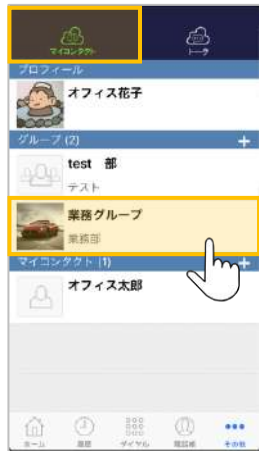 マイコンタクト
トーク
プロフィール
オフィス花子
グループ (2)
test 部
テスト
業務グループ
業務部
マイコンタクト (1)
オフィス太郎
ホーム 履歴 ダイヤル 電話帳 その他